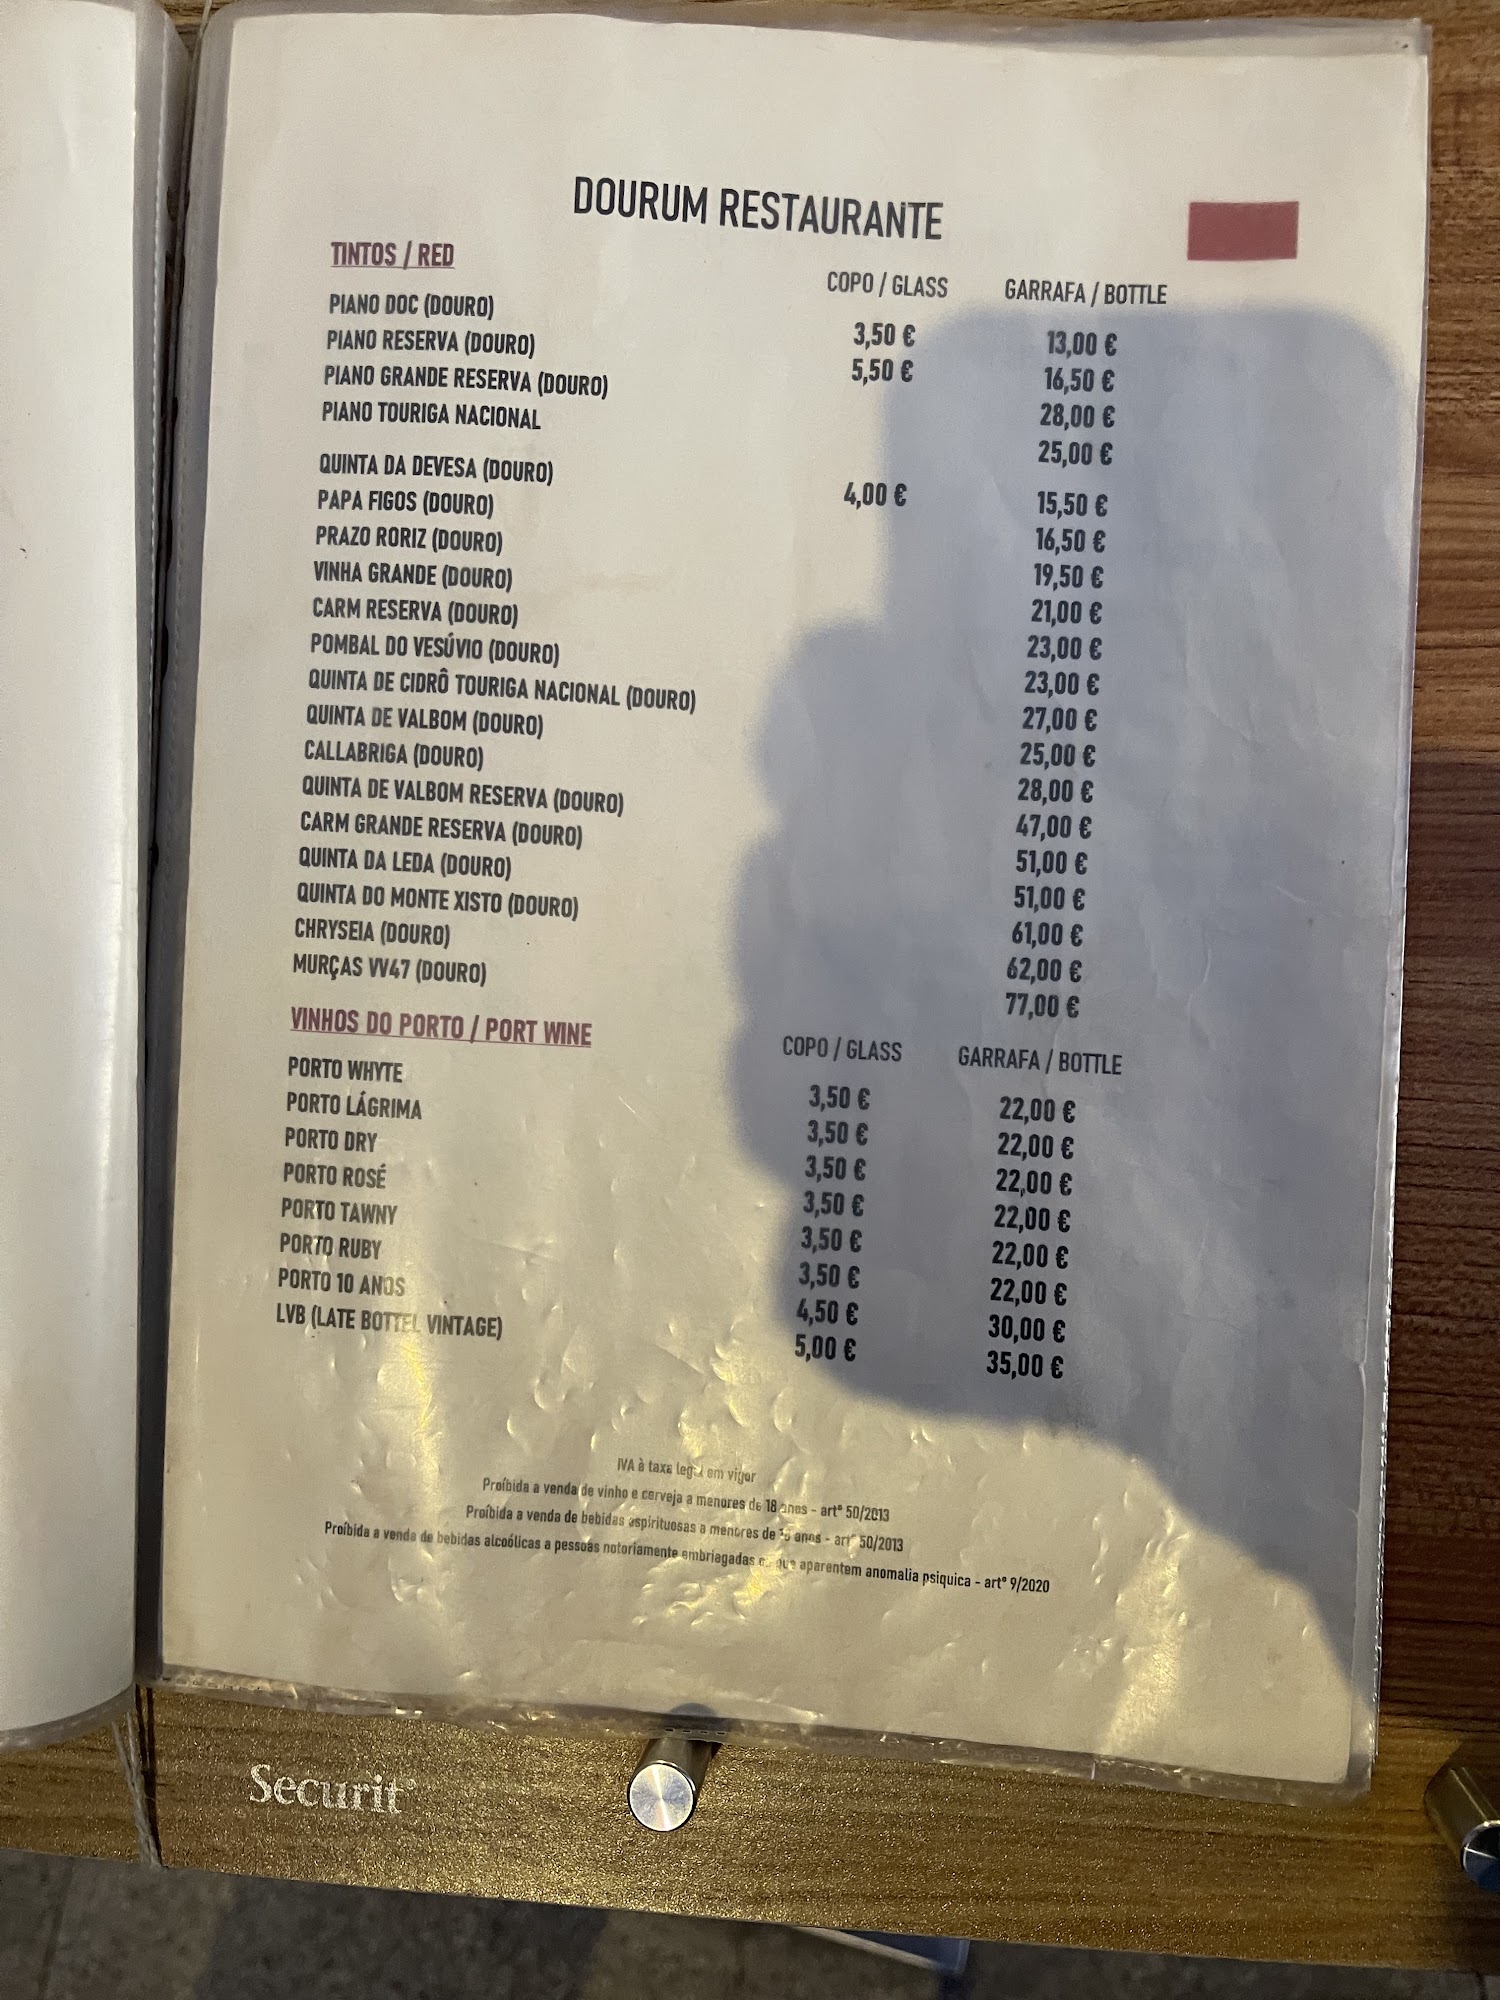 DOURUM RESTAURANTE
TINTOS / RED COPO / GLASS GARRAFA / BOTTLE
PIANO DOC (DOURO) 3,50 € 13,00 €
PIANO RESERVA (DOURO) 5,50 € 16,50 €
PIANO GRANDE RESERVA (DOURO) 28,00 €
PIANO TOURIGA NACIONAL 25,00 €
QUINTA DA DEVESA (DOURO) 4,00 € 15,50 €
PAPA FIGOS (DOURO) 16,50 €
PRAZO RORIZ (DOURO) 19,50 €
VINHA GRANDE (DOURO) 21,00 €
CARM RESERVA (DOURO) 23,00 €
POMBAL DO VESÚVIO (DOURO) 23,00 €
QUINTA DE CIDRÔ TOURIGA NACIONAL (DOURO) 27,00 €
QUINTA DE VALBOM (DOURO) 25,00 €
CALLABRIGA (DOURO) 28,00 €
QUINTA DE VALBOM RESERVA (DOURO) 47,00 €
CARM GRANDE RESERVA (DOURO) 51,00 €
QUINTA DA LEDA (DOURO) 51,00 €
QUINTA DO MONTE XISTO (DOURO) 61,00 €
CHRYSEIA (DOURO) 62,00 €
MURÇAS VV47 (DOURO) 77,00 €
VINHOS DO PORTO / PORT WINE COPO / GLASS GARRAFA / BOTTLE
PORTO WHYTE 3,50 € 22,00 €
PORTO LÁGRIMA 3,50 € 22,00 €
PORTO DRY 3,50 € 22,00 €
PORTO ROSÉ 3,50 € 22,00 €
PORTO TAWNY 3,50 € 22,00 €
PORTO RUBY 3,50 € 22,00 €
PORTO 10 ANOS 4,50 € 30,00 €
LVB (LATE BOTTEL VINTAGE) 5,00 € 35,00 €
IVA à taxa legal em vigor
Proíbida a venda de vinho e cerveja a menores de 18 anos - artº 50/2013
Proíbida a venda de bebidas espirituosas a menores de anos - artº 50/2013
Proíbida a venda de bebidas alcoólicas a pessoas notoriamente embriagadas que aparentem anomalia psiquica - artº 9/2020
Securit